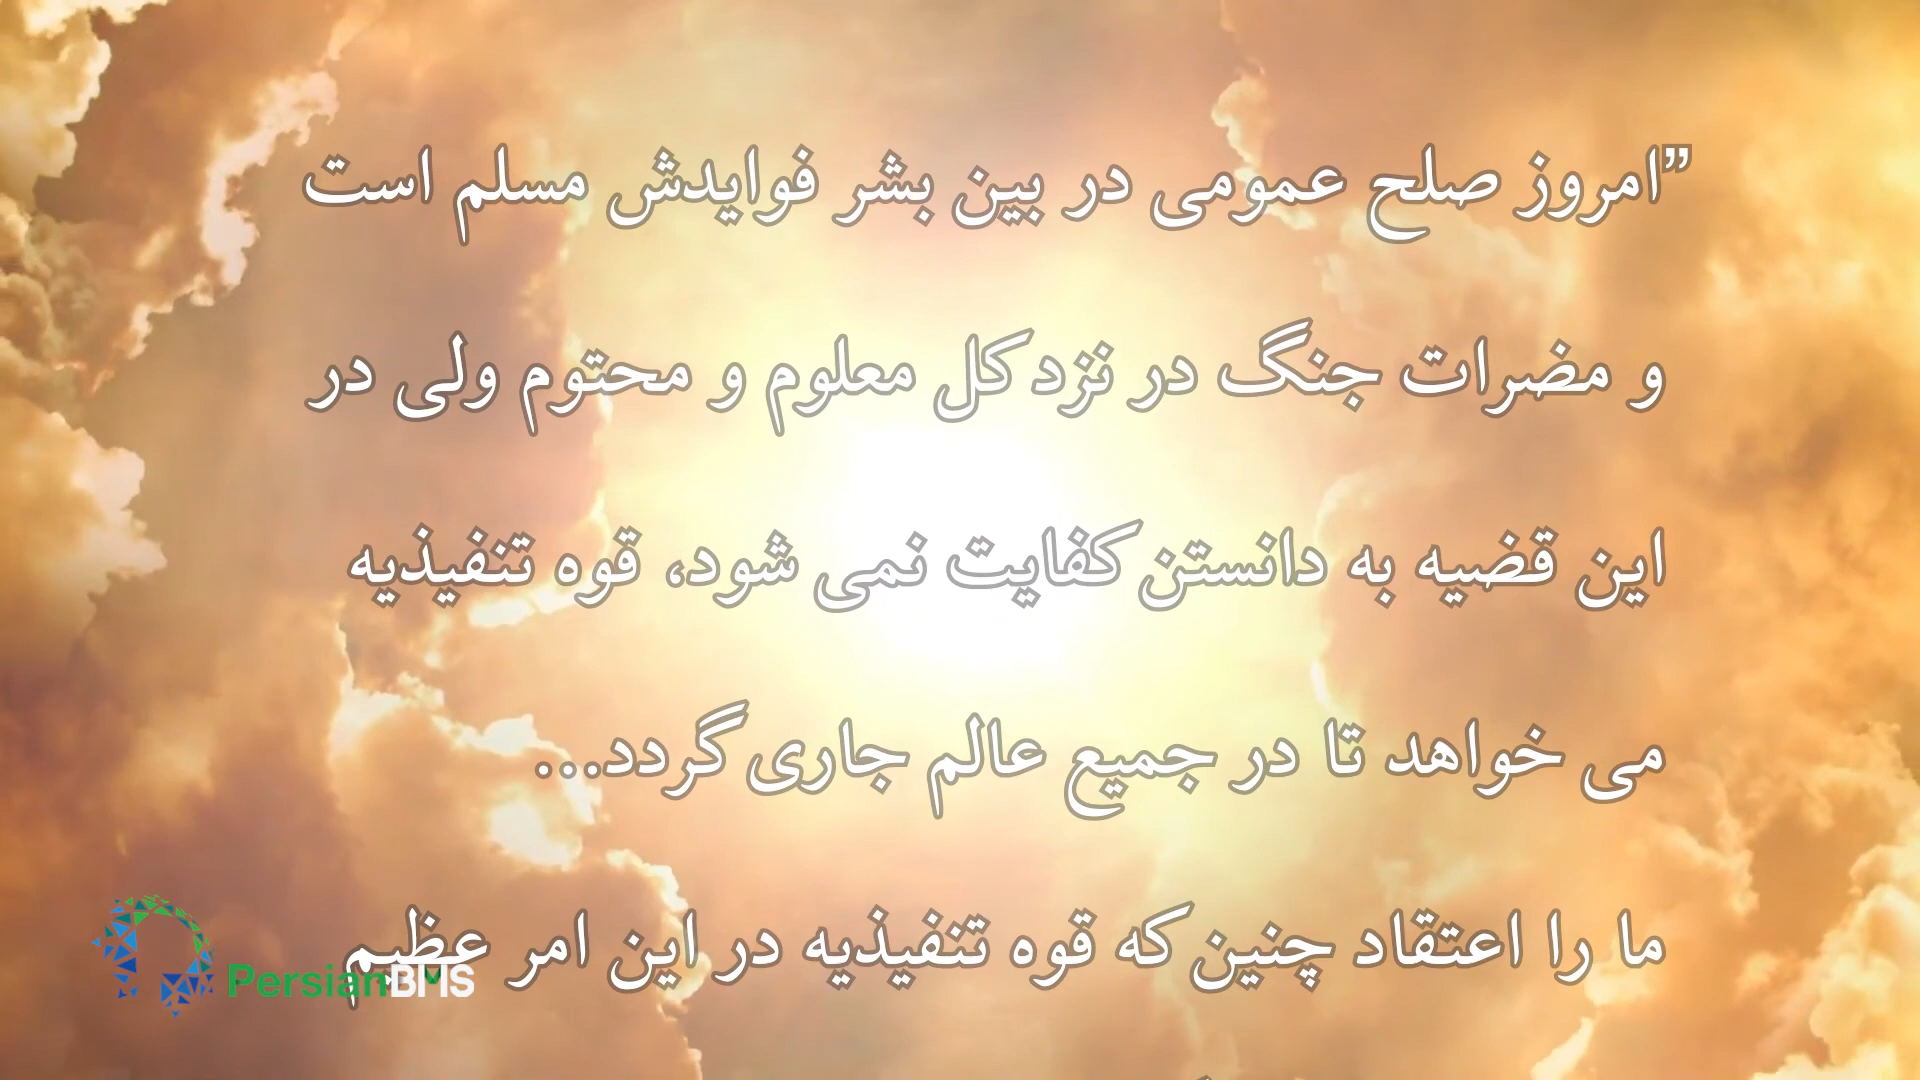 ”امروز صلح عمومی در بین بشر فوایدش مسلم است
و مضرات جنگ در نزد کل معلوم و محتوم ولی در
این قضیه به دانستن کفایت نمی شود، قوه تنفیذیه
می خواهد تا در جمیع عالم جاری گردد...
ما را اعتقاد چنین که قوه تنفیذیه در این امر عظیم
PersianBMS